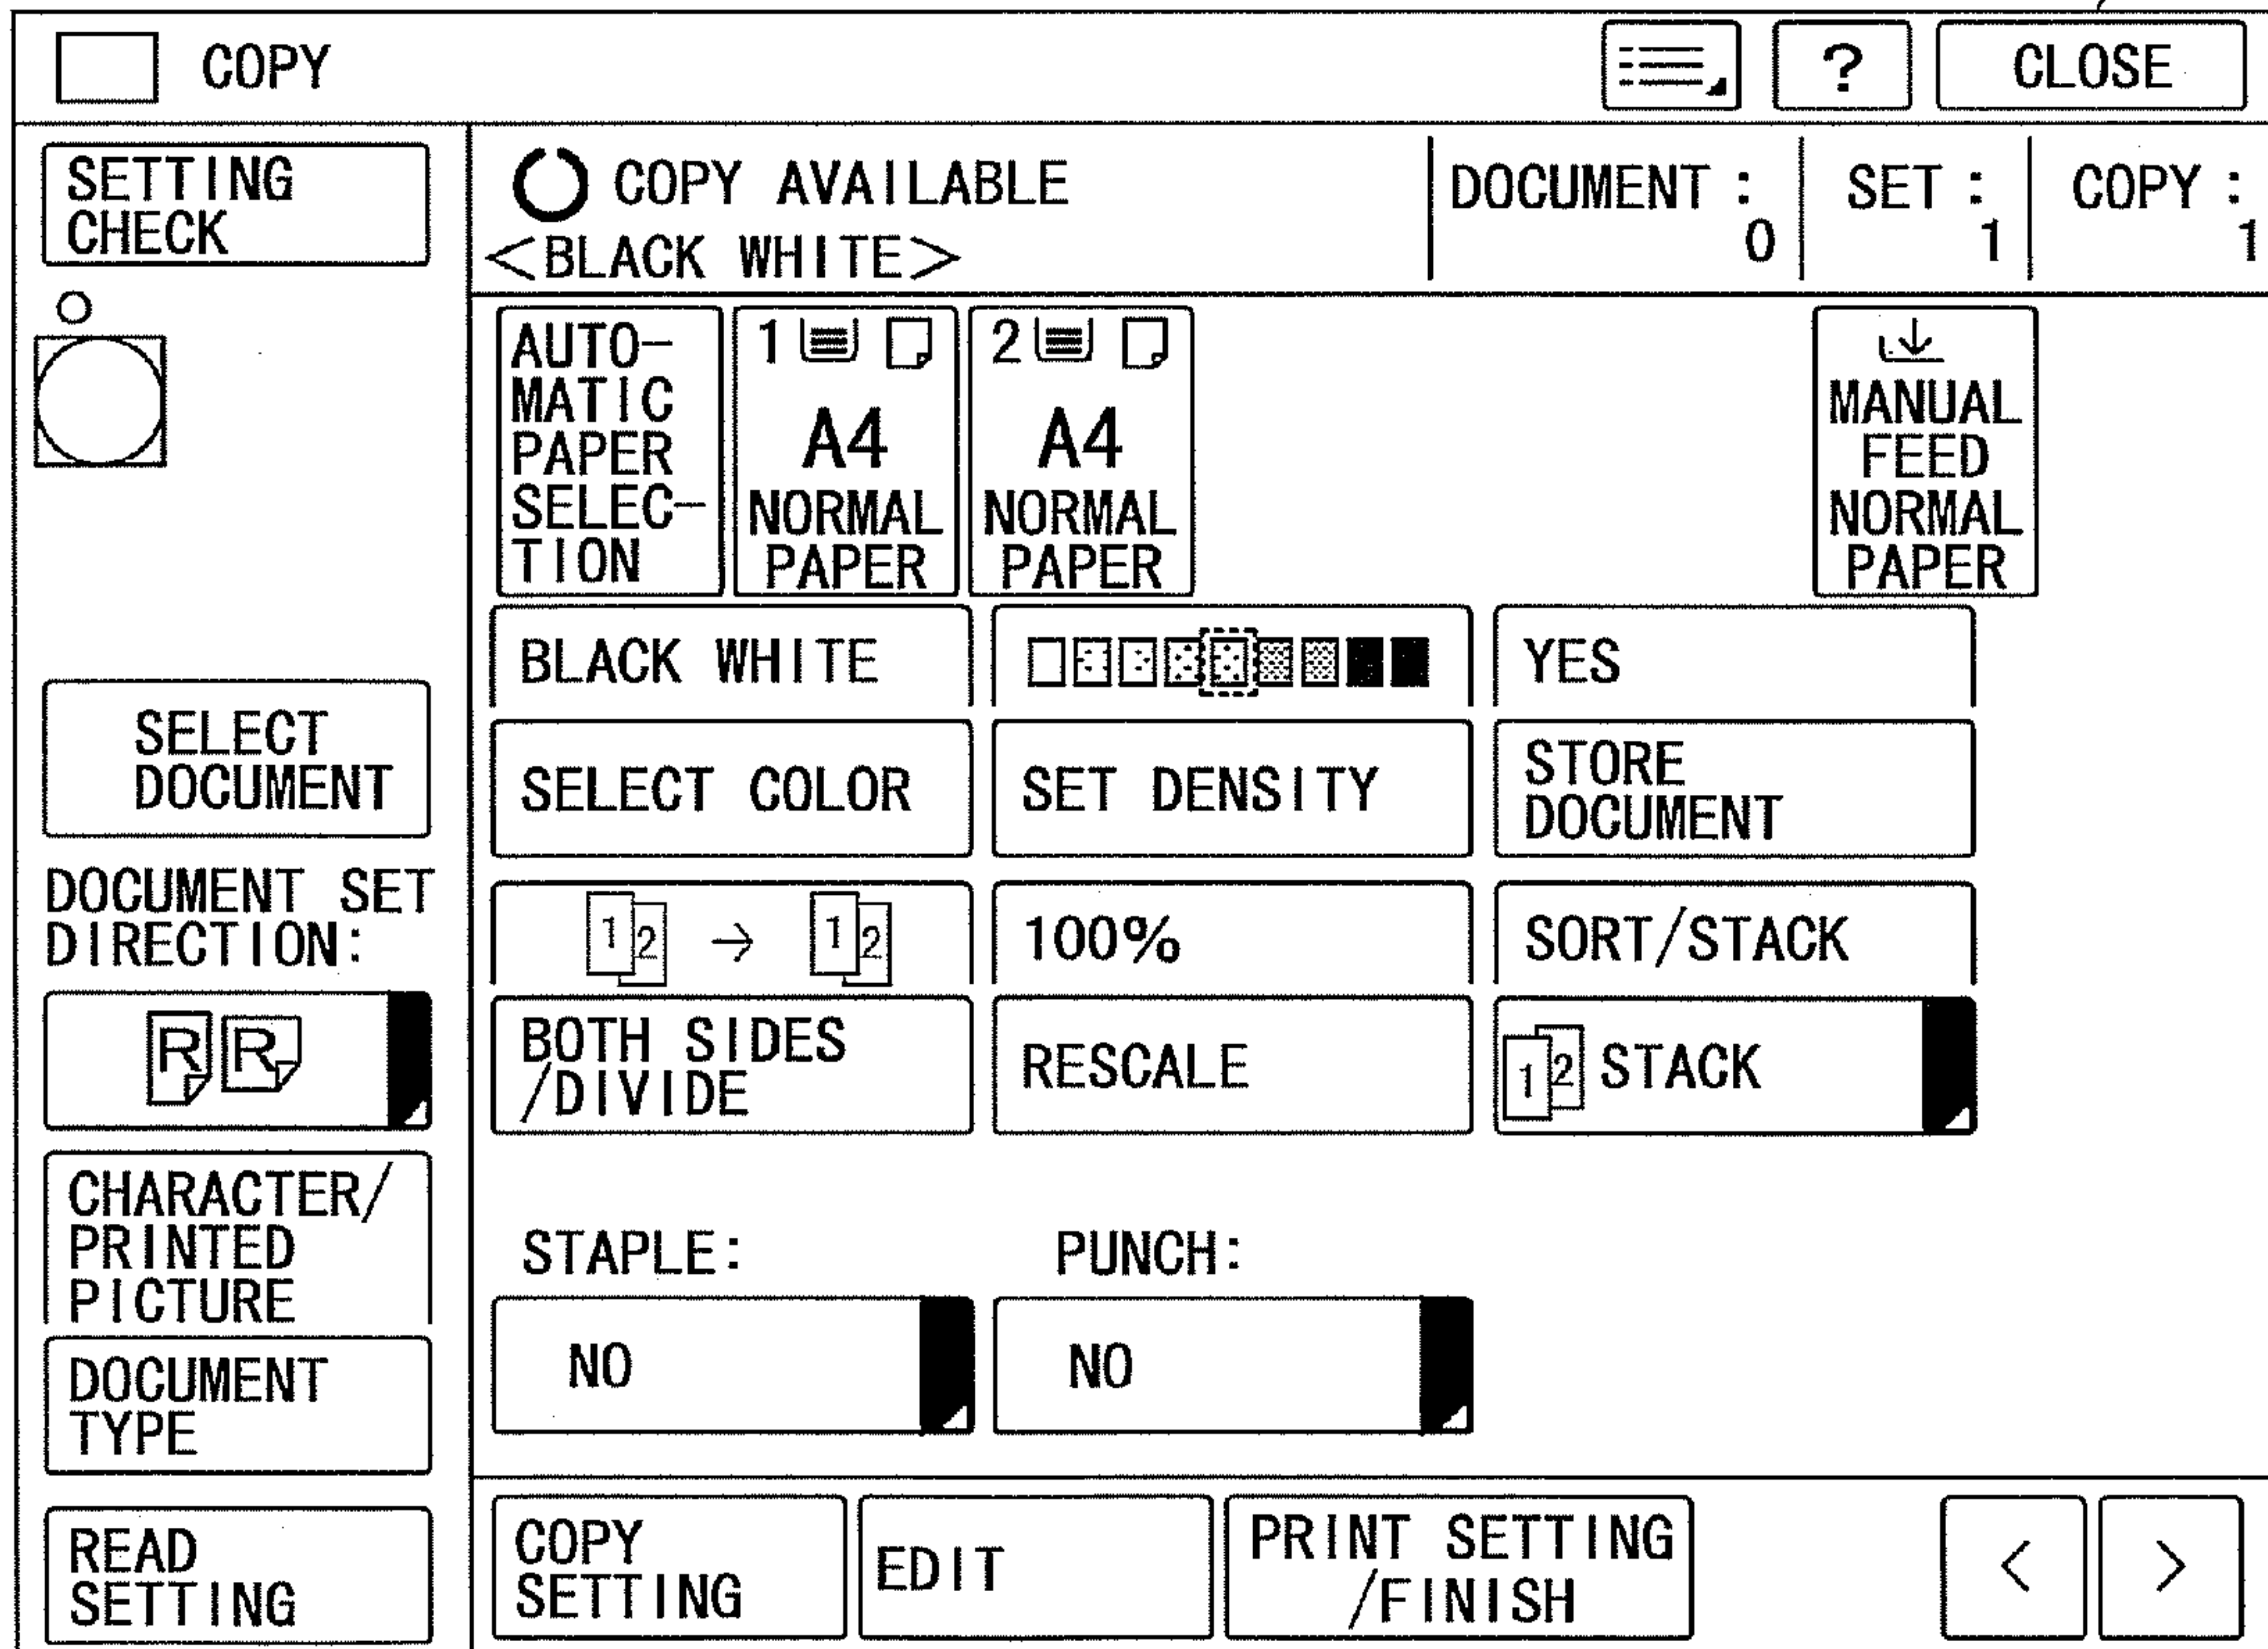 COPY
?
CLOSE
SETTING
CHECK
COPY AVAILABLE
<BLACK WHITE>
DOCUMENT :
0
SET :
1
COPY :
1
AUTO-
MATIC
PAPER
SELEC-
TION
1
A4
NORMAL
PAPER
2
A4
NORMAL
PAPER
MANUAL
FEED
NORMAL
PAPER
BLACK WHITE
YES
SELECT
DOCUMENT
SELECT COLOR
SET DENSITY
STORE
DOCUMENT
DOCUMENT SET
DIRECTION:
1 2 → 1 2
100%
SORT/STACK
R R
BOTH SIDES
/DIVIDE
RESCALE
1 2 STACK
CHARACTER/
PRINTED
PICTURE
STAPLE:
PUNCH:
NO
NO
DOCUMENT
TYPE
READ
SETTING
COPY
SETTING
EDIT
PRINT SETTING
/FINISH
<
>